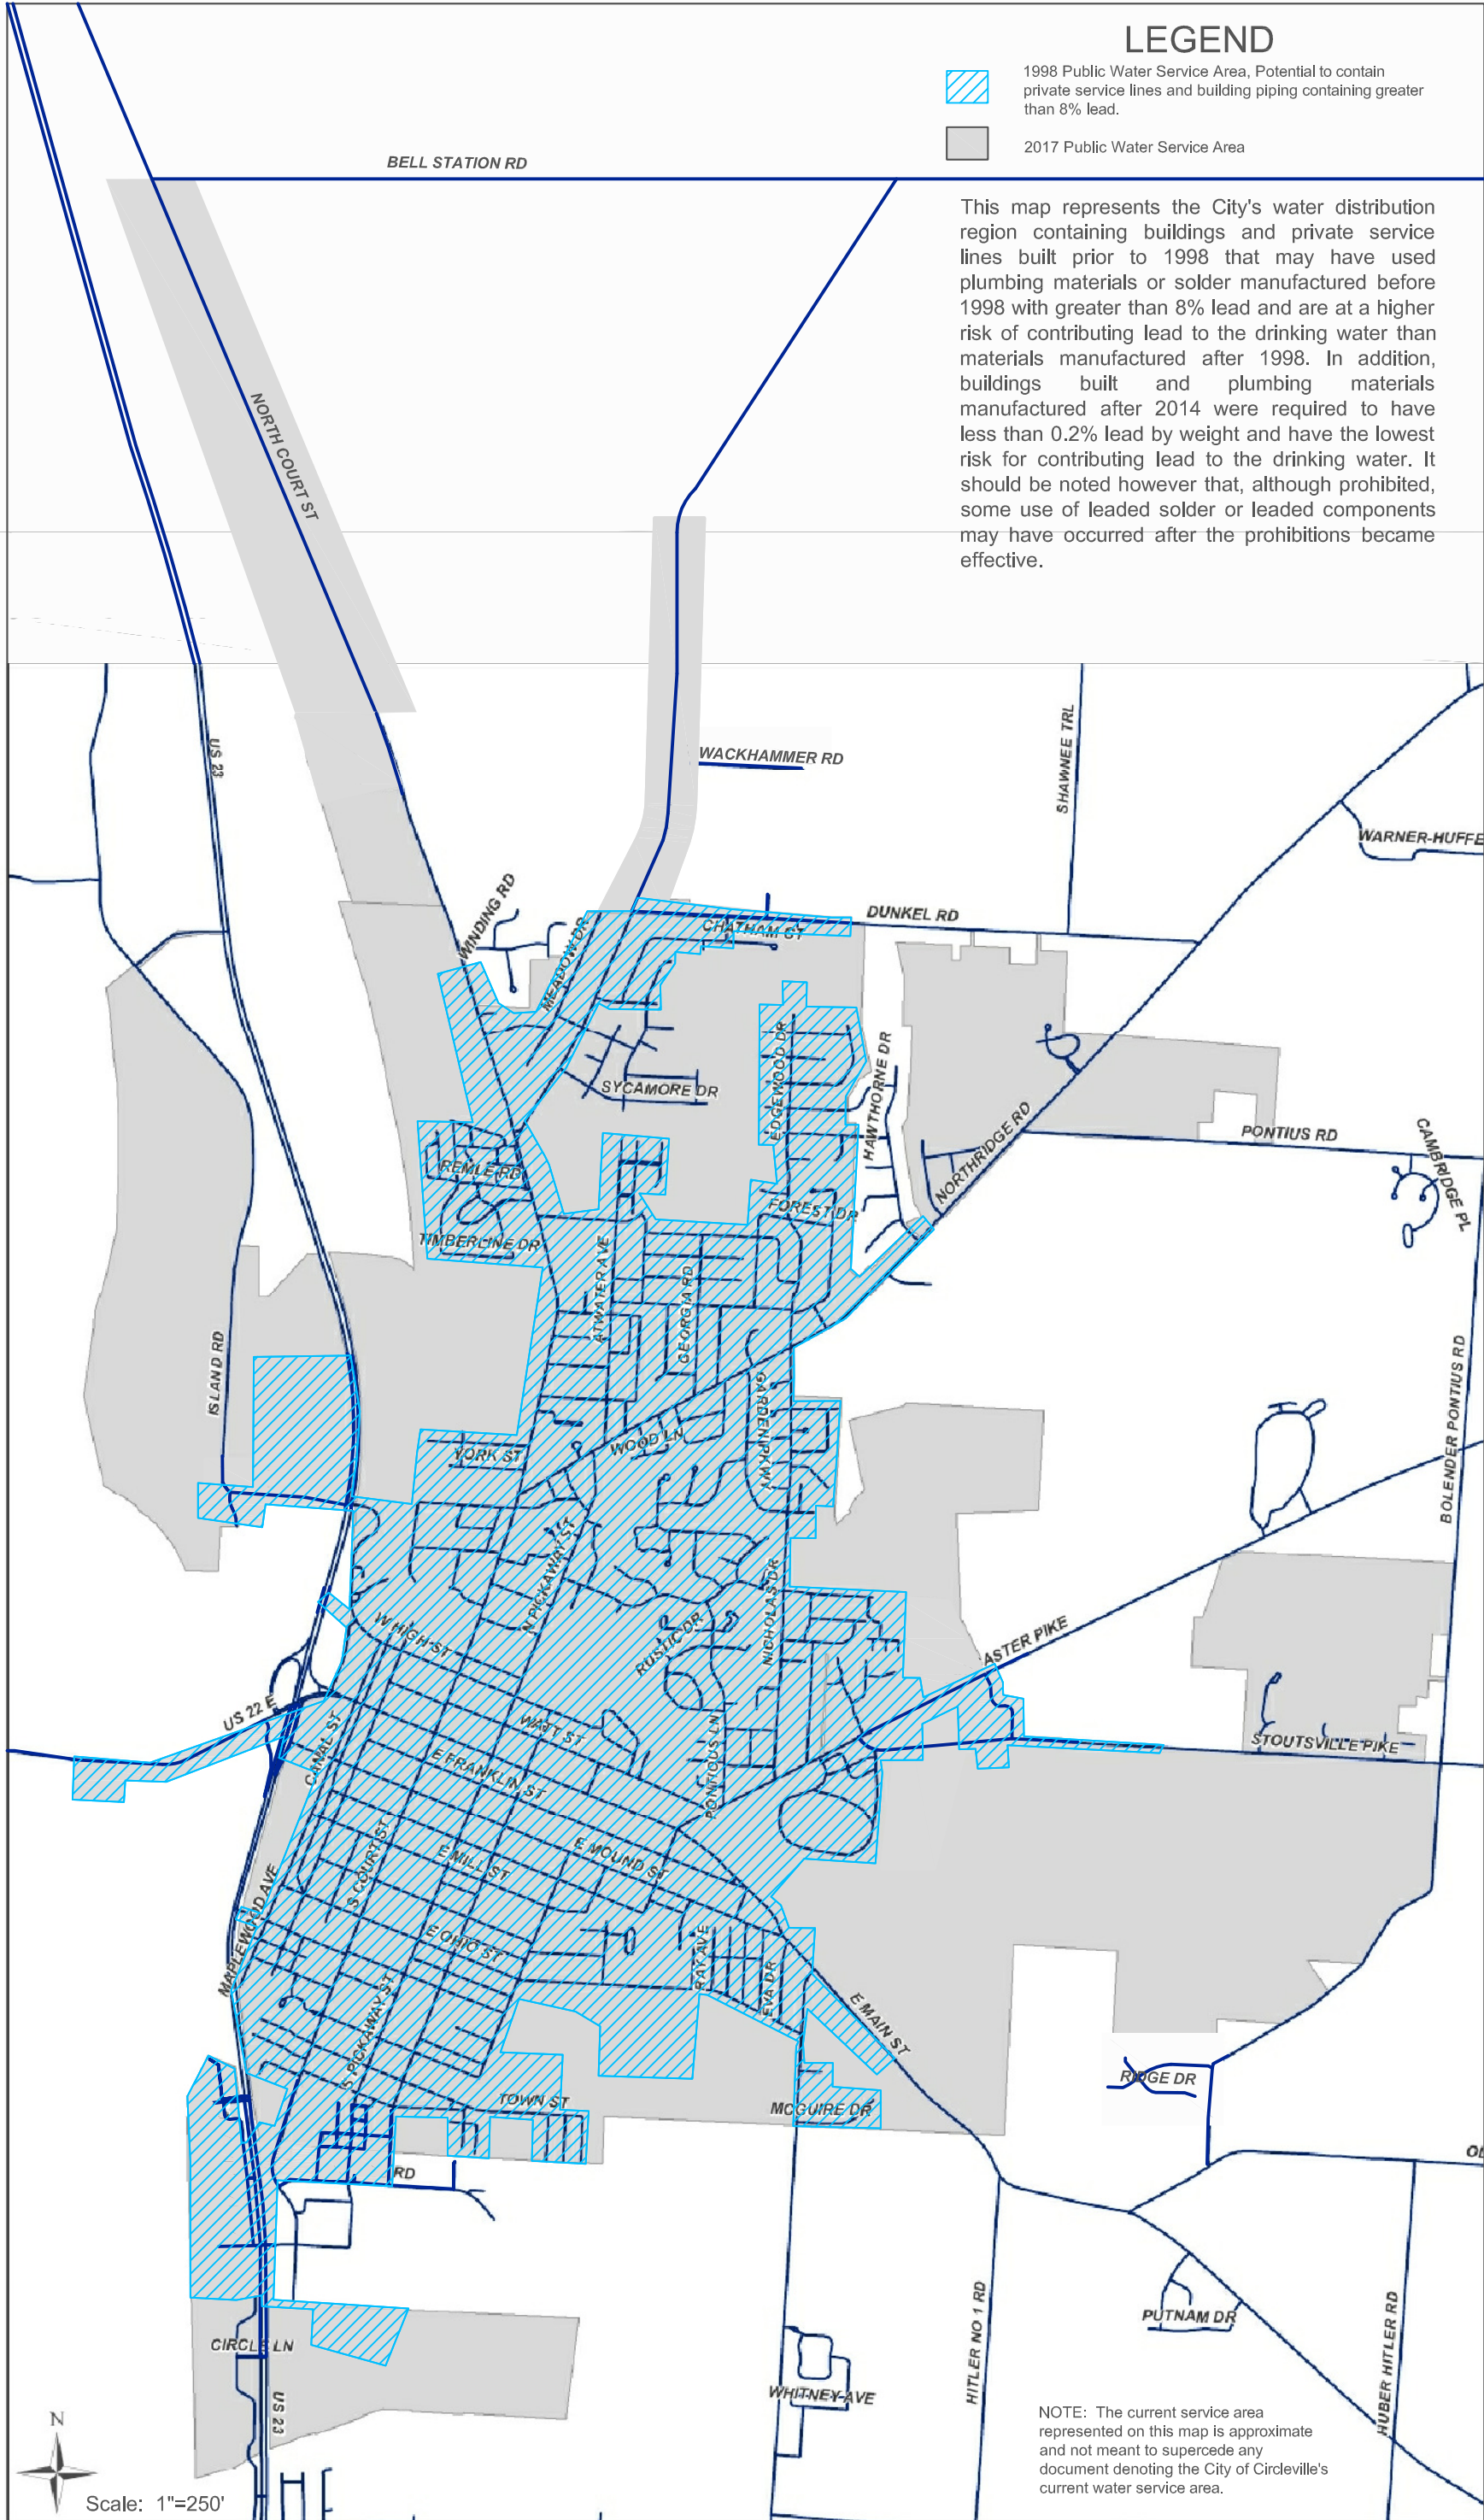 LEGEND
1998 Public Water Service Area, Potential to contain
private service lines and building piping containing greater
than 8% lead.
2017 Public Water Service Area
BELL STATION RD
This map represents the City's water distribution
region containing buildings and private service
lines built prior to 1998 that may have used
plumbing materials or solder manufactured before
1998 with greater than 8% lead and are at a higher
risk of contributing lead to the drinking water than
materials manufactured after 1998. In addition,
buildings built and plumbing materials
manufactured after 2014 were required to have
less than 0.2% lead by weight and have the lowest
risk for contributing lead to the drinking water. It
should be noted however that, although prohibited,
some use of leaded solder or leaded components
may have occurred after the prohibitions became
effective.
NORTH COURT ST
US 23
WACKHAMMER RD
SHAWNEE TRL
WARNER-HUFFE
WINDING RD
MEADOW DR
DUNKEL RD
CHATHAM CT
SYCAMORE DR
EDGEWOOD DR
HAWTHORNE DR
NORTHRIDGE RD
PONTIUS RD
CAMBRIDGE PL
REMLE RD
FOREST DR
TIMBERLINE DR
ATWATER AVE
GEORGIA RD
ISLAND RD
GARDEN PKWY
BOLENDER PONTIUS RD
YORK ST
WOOD LN
N PICKAWAY ST
NICHOLAS DR
W HIGH ST
RUSTIC DR
ASTER PIKE
US 22 E
CANAL ST
WATT ST
PONTIOUS LN
STOUTSVILLE PIKE
E FRANKLIN ST
S COURT ST
E MILL ST
E MOUND ST
MAPLEWOOD AVE
E OHIO ST
RAY AVE
EVA DR
E MAIN ST
S PICKAWAY ST
RIDGE DR
TOWN ST
MCGUIRE DR
RD
OL
HITLER NO 1 RD
PUTNAM DR
HUBER HITLER RD
CIRCLE LN
US 23
WHITNEY AVE
NOTE: The current service area
represented on this map is approximate
and not meant to supercede any
document denoting the City of Circleville's
current water service area.
N
Scale: 1"=250'